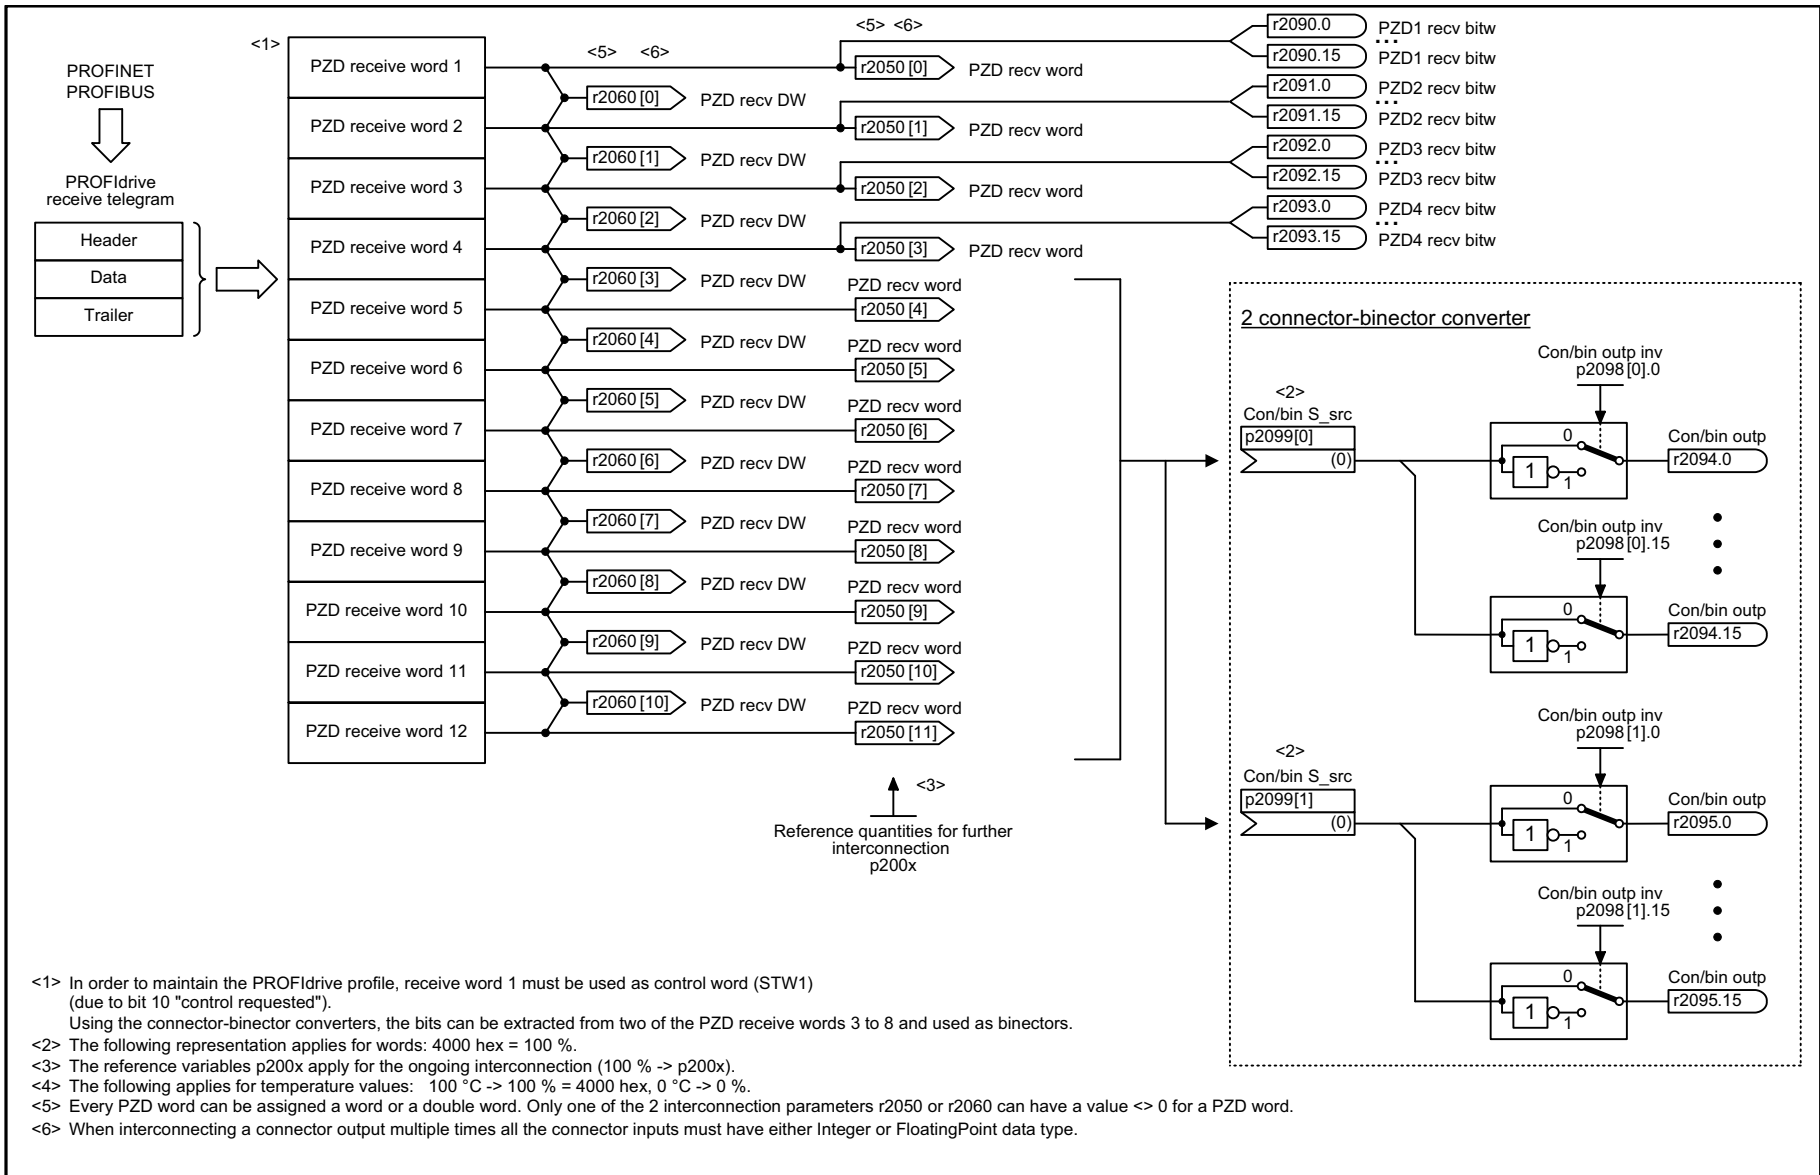 <1>
PROFINET
PROFIBUS
PROFIdrive
receive telegram
Header
Data
Trailer
PZD receive word 1
PZD receive word 2
PZD receive word 3
PZD receive word 4
PZD receive word 5
PZD receive word 6
PZD receive word 7
PZD receive word 8
PZD receive word 9
PZD receive word 10
PZD receive word 11
PZD receive word 12
<5> <6>
r2060 [0] PZD recv DW
r2060 [1] PZD recv DW
r2060 [2] PZD recv DW
r2060 [3] PZD recv DW
r2060 [4] PZD recv DW
r2060 [5] PZD recv DW
r2060 [6] PZD recv DW
r2060 [7] PZD recv DW
r2060 [8] PZD recv DW
r2060 [9] PZD recv DW
r2060 [10] PZD recv DW
<5> <6>
r2050 [0] PZD recv word
r2050 [1] PZD recv word
r2050 [2] PZD recv word
r2050 [3] PZD recv word
PZD recv word
r2050 [4]
PZD recv word
r2050 [5]
PZD recv word
r2050 [6]
PZD recv word
r2050 [7]
PZD recv word
r2050 [8]
PZD recv word
r2050 [9]
PZD recv word
r2050 [10]
PZD recv word
r2050 [11]
<3>
Reference quantities for further
interconnection
p200x
r2090.0 PZD1 recv bitw
...
r2090.15 PZD1 recv bitw
r2091.0 PZD2 recv bitw
...
r2091.15 PZD2 recv bitw
r2092.0 PZD3 recv bitw
...
r2092.15 PZD3 recv bitw
r2093.0 PZD4 recv bitw
...
r2093.15 PZD4 recv bitw
2 connector-binector converter
<2>
Con/bin S_src
p2099[0]
(0)
Con/bin outp inv
p2098 [0].0
0
1
1
Con/bin outp
r2094.0
Con/bin outp inv
p2098 [0].15
0
1
1
Con/bin outp
r2094.15
<2>
Con/bin S_src
p2099[1]
(0)
Con/bin outp inv
p2098 [1].0
0
1
1
Con/bin outp
r2095.0
Con/bin outp inv
p2098 [1].15
0
1
1
Con/bin outp
r2095.15
<1> In order to maintain the PROFIdrive profile, receive word 1 must be used as control word (STW1)
(due to bit 10 "control requested").
Using the connector-binector converters, the bits can be extracted from two of the PZD receive words 3 to 8 and used as binectors.
<2> The following representation applies for words: 4000 hex = 100 %.
<3> The reference variables p200x apply for the ongoing interconnection (100 % -> p200x).
<4> The following applies for temperature values: 100 °C -> 100 % = 4000 hex, 0 °C -> 0 %.
<5> Every PZD word can be assigned a word or a double word. Only one of the 2 interconnection parameters r2050 or r2060 can have a value <> 0 for a PZD word.
<6> When interconnecting a connector output multiple times all the connector inputs must have either Integer or FloatingPoint data type.